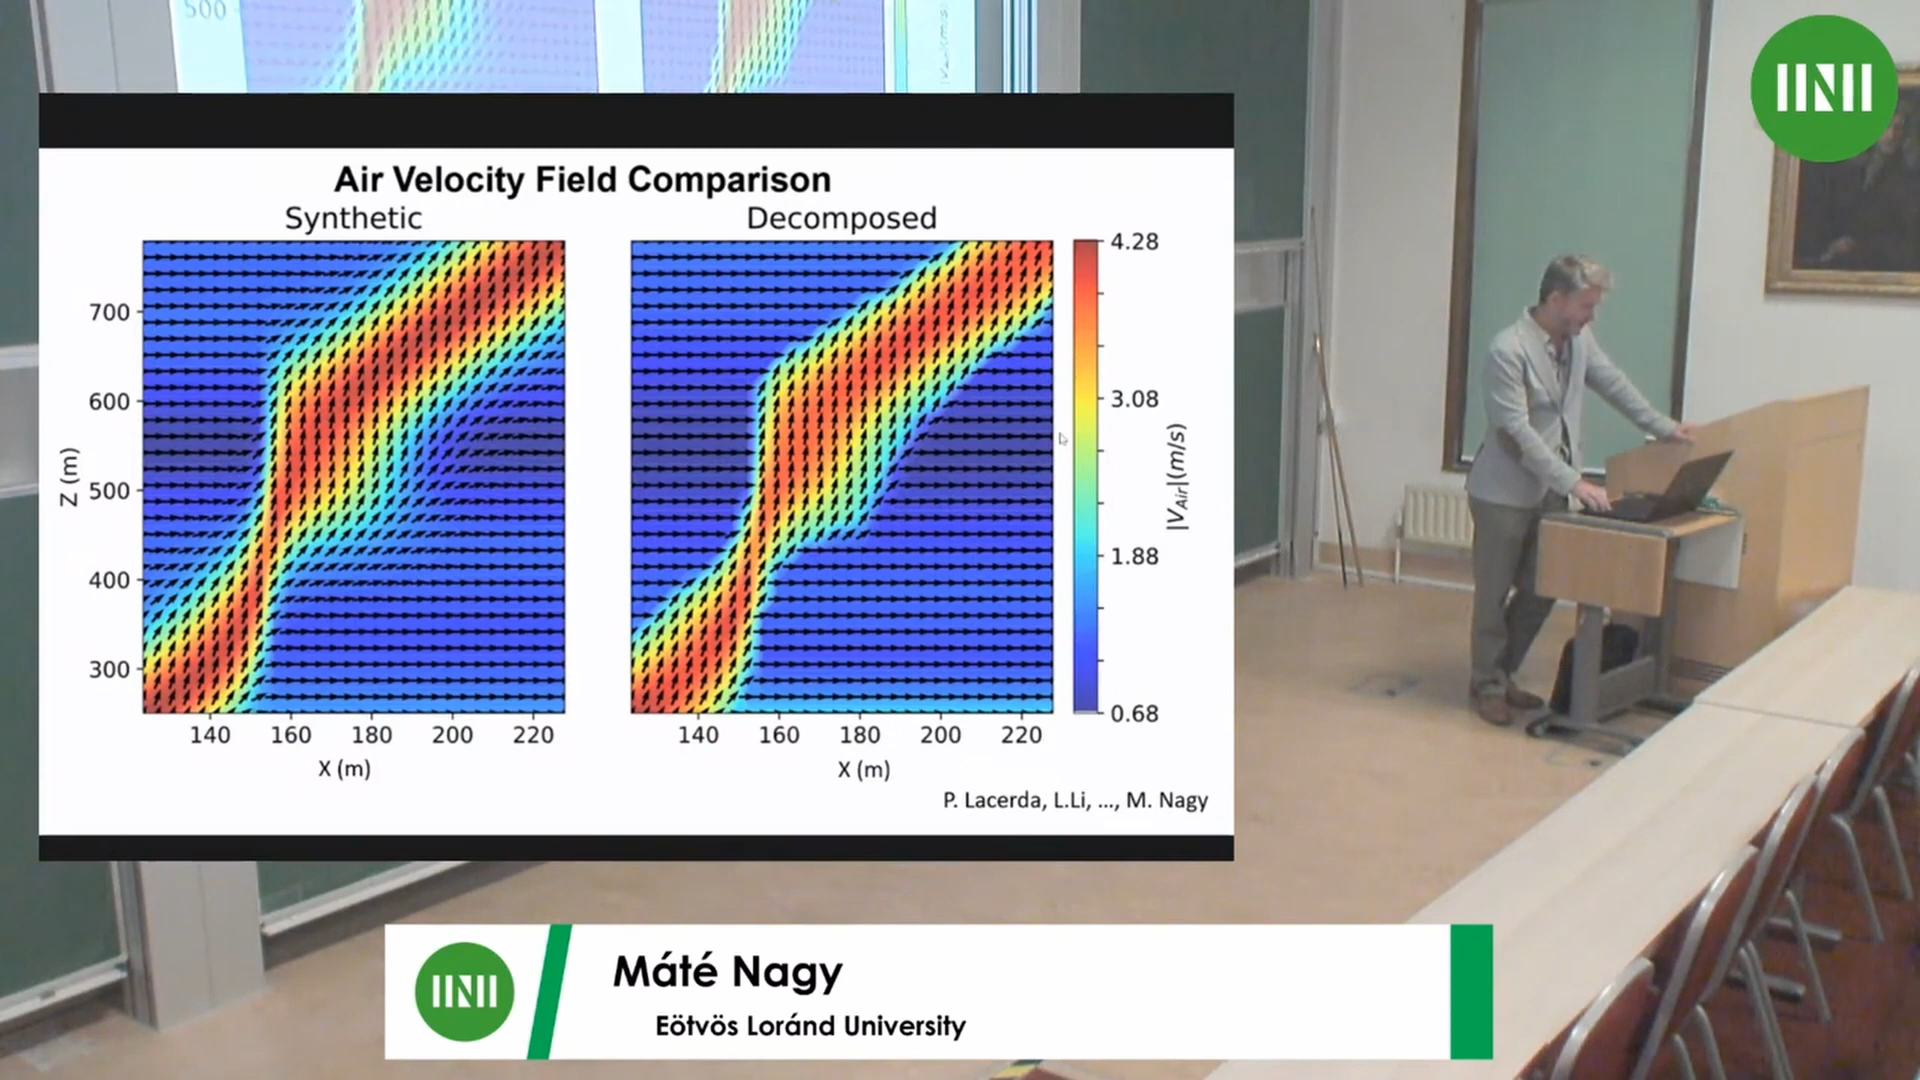 500
IINII
Air Velocity Field Comparison
Synthetic
Decomposed
Z (m)
700
600
500
400
300
140 160 180 200 220
X (m)
140 160 180 200 220
X (m)
4.28
3.08
1.88
0.68
|V_Air|(m/s)
P. Lacerda, L.Li, ..., M. Nagy
IINII
Máté Nagy
Eötvös Loránd University